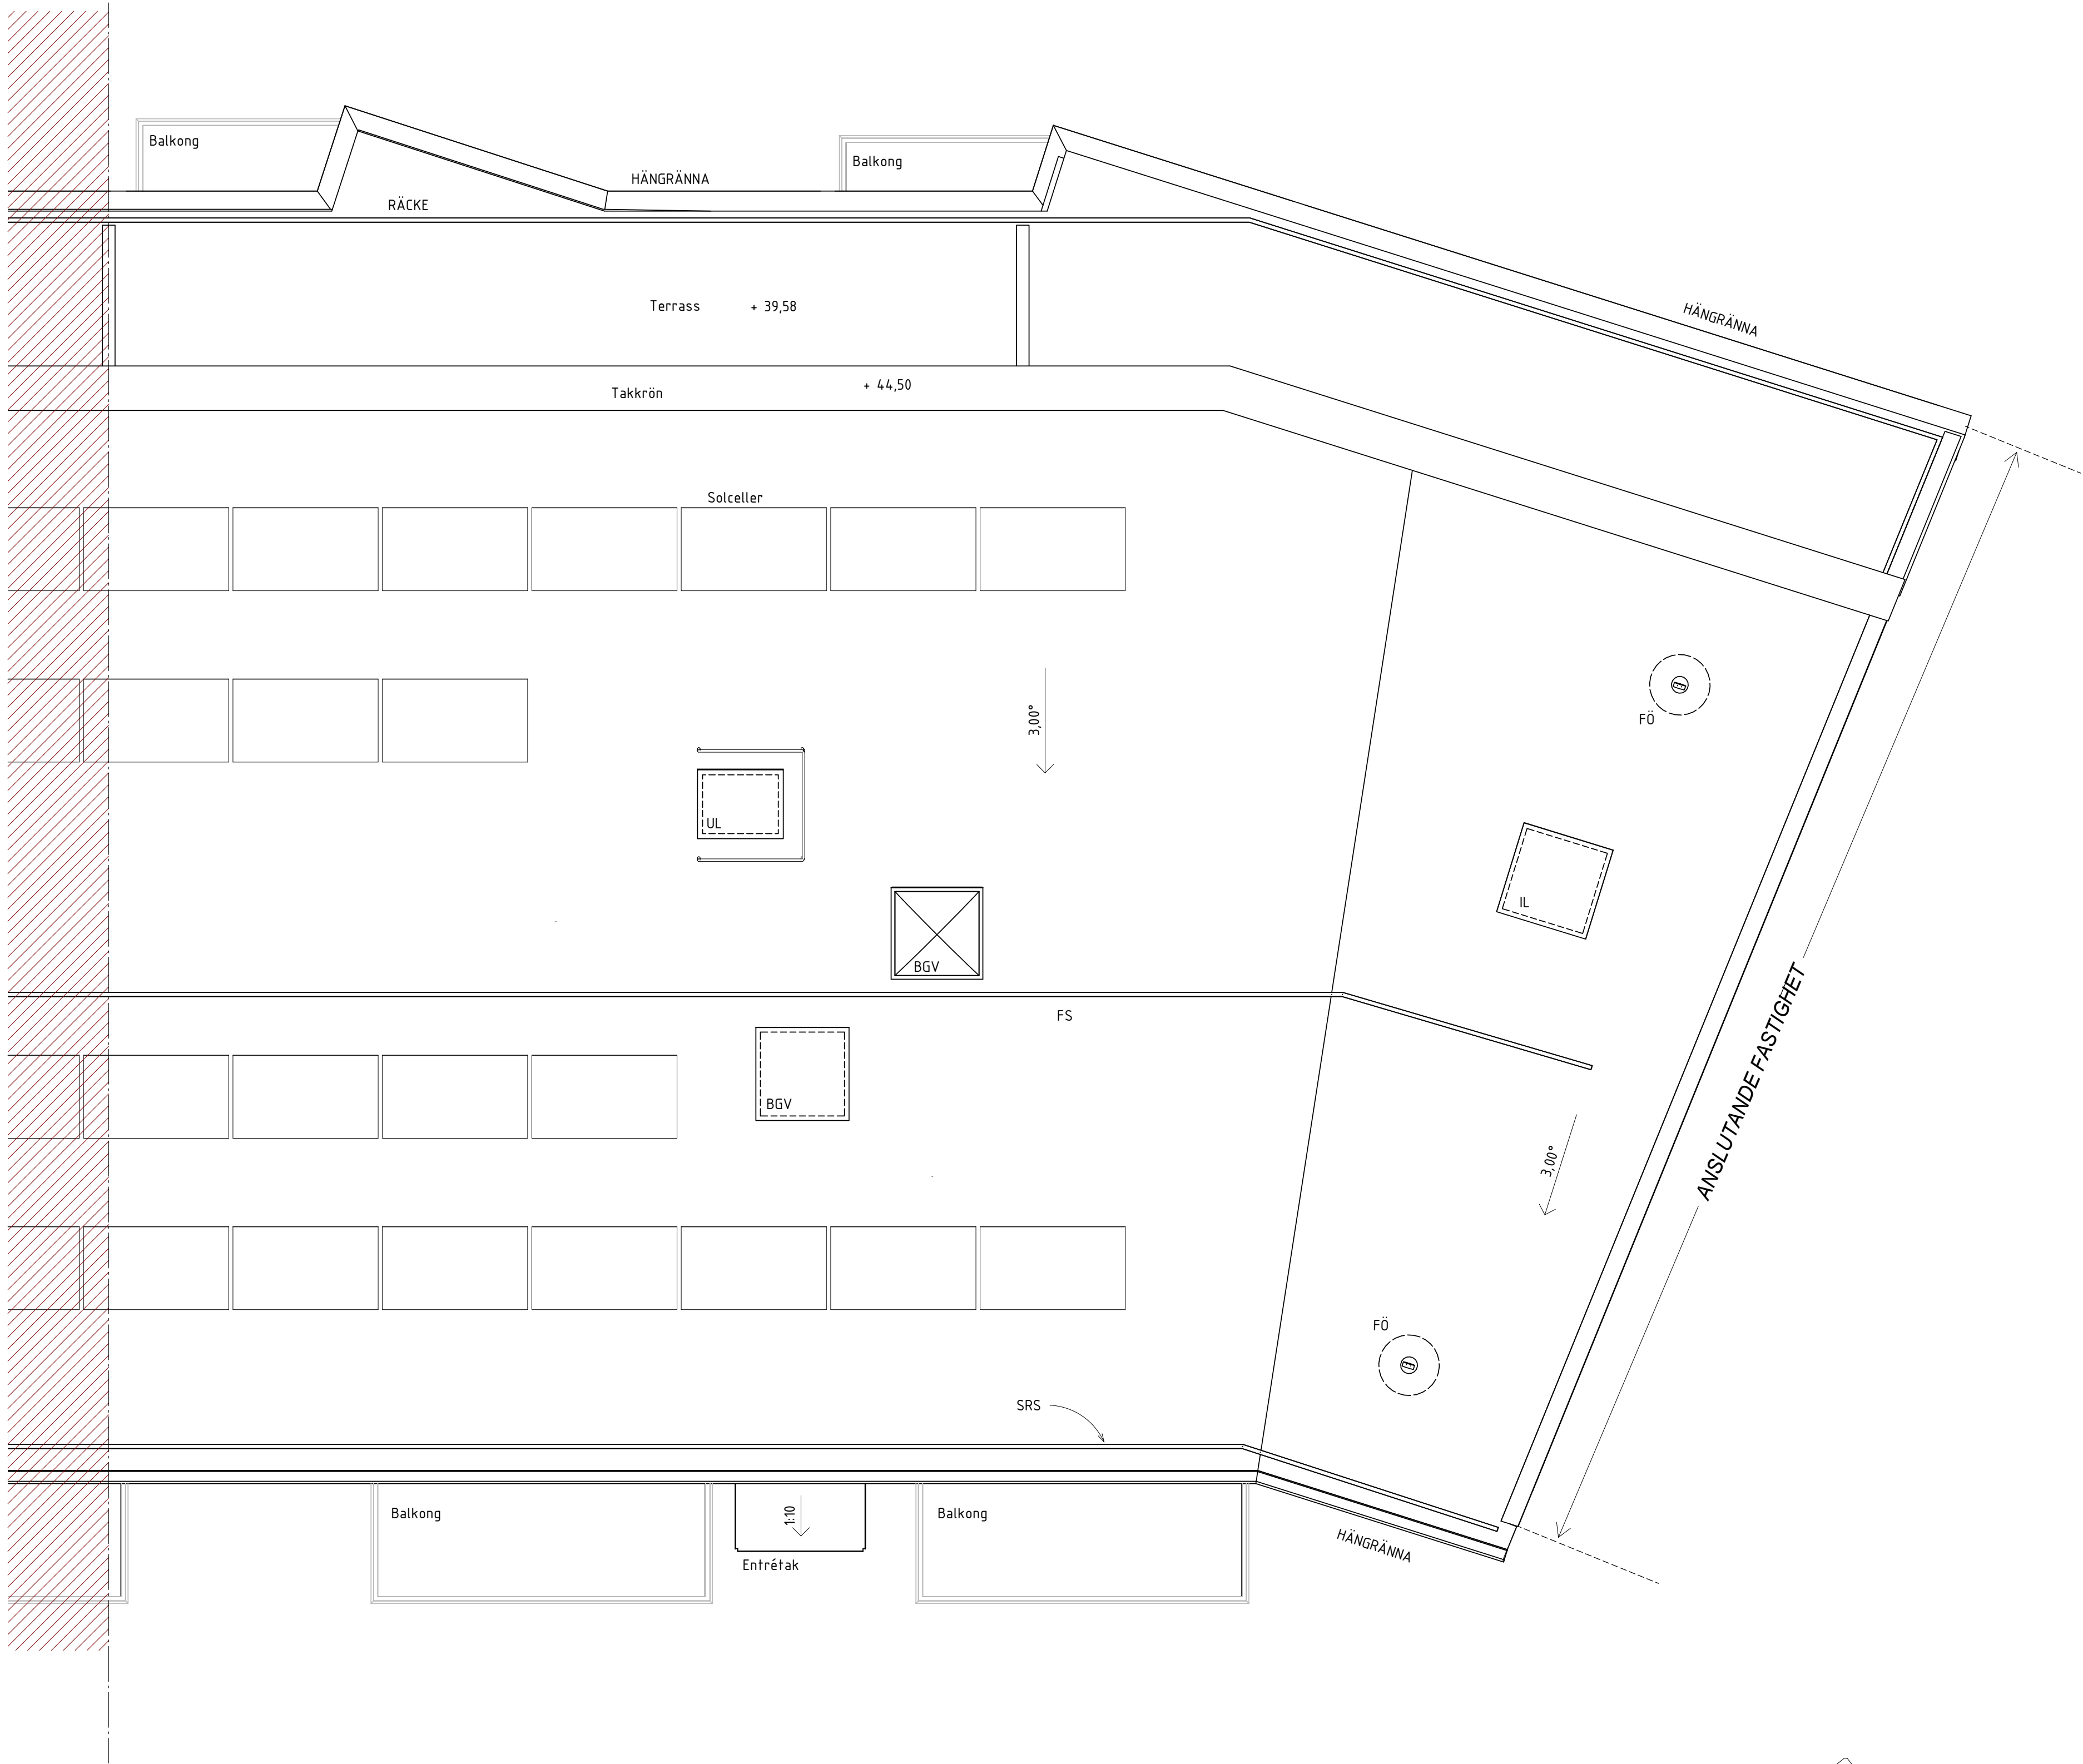 Balkong
Balkong
HÄNGRÄNNA
RÄCKE
HÄNGRÄNNA
Terrass + 39,58
+ 44,50
Takkrön
Solceller
3,00°
FÖ
UL
IL
BGV
FS
ANSLUTANDE FASTIGHET
BGV
3,00°
FÖ
SRS
Balkong
1:10
Balkong
HÄNGRÄNNA
Entrétak